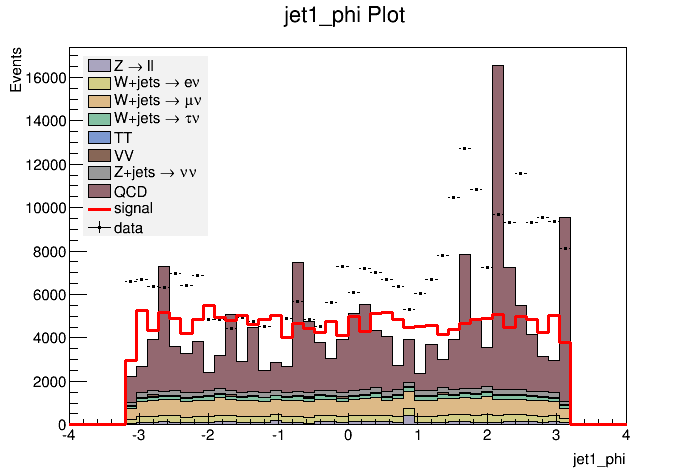 jet1_phi Plot
Events
16000
14000
12000
10000
8000
6000
4000
2000
0
Z → ll
W+jets → eν
W+jets → μν
W+jets → τν
TT
VV
Z+jets → νν
QCD
signal
data
-4 -3 -2 -1 0 1 2 3 4
jet1_phi